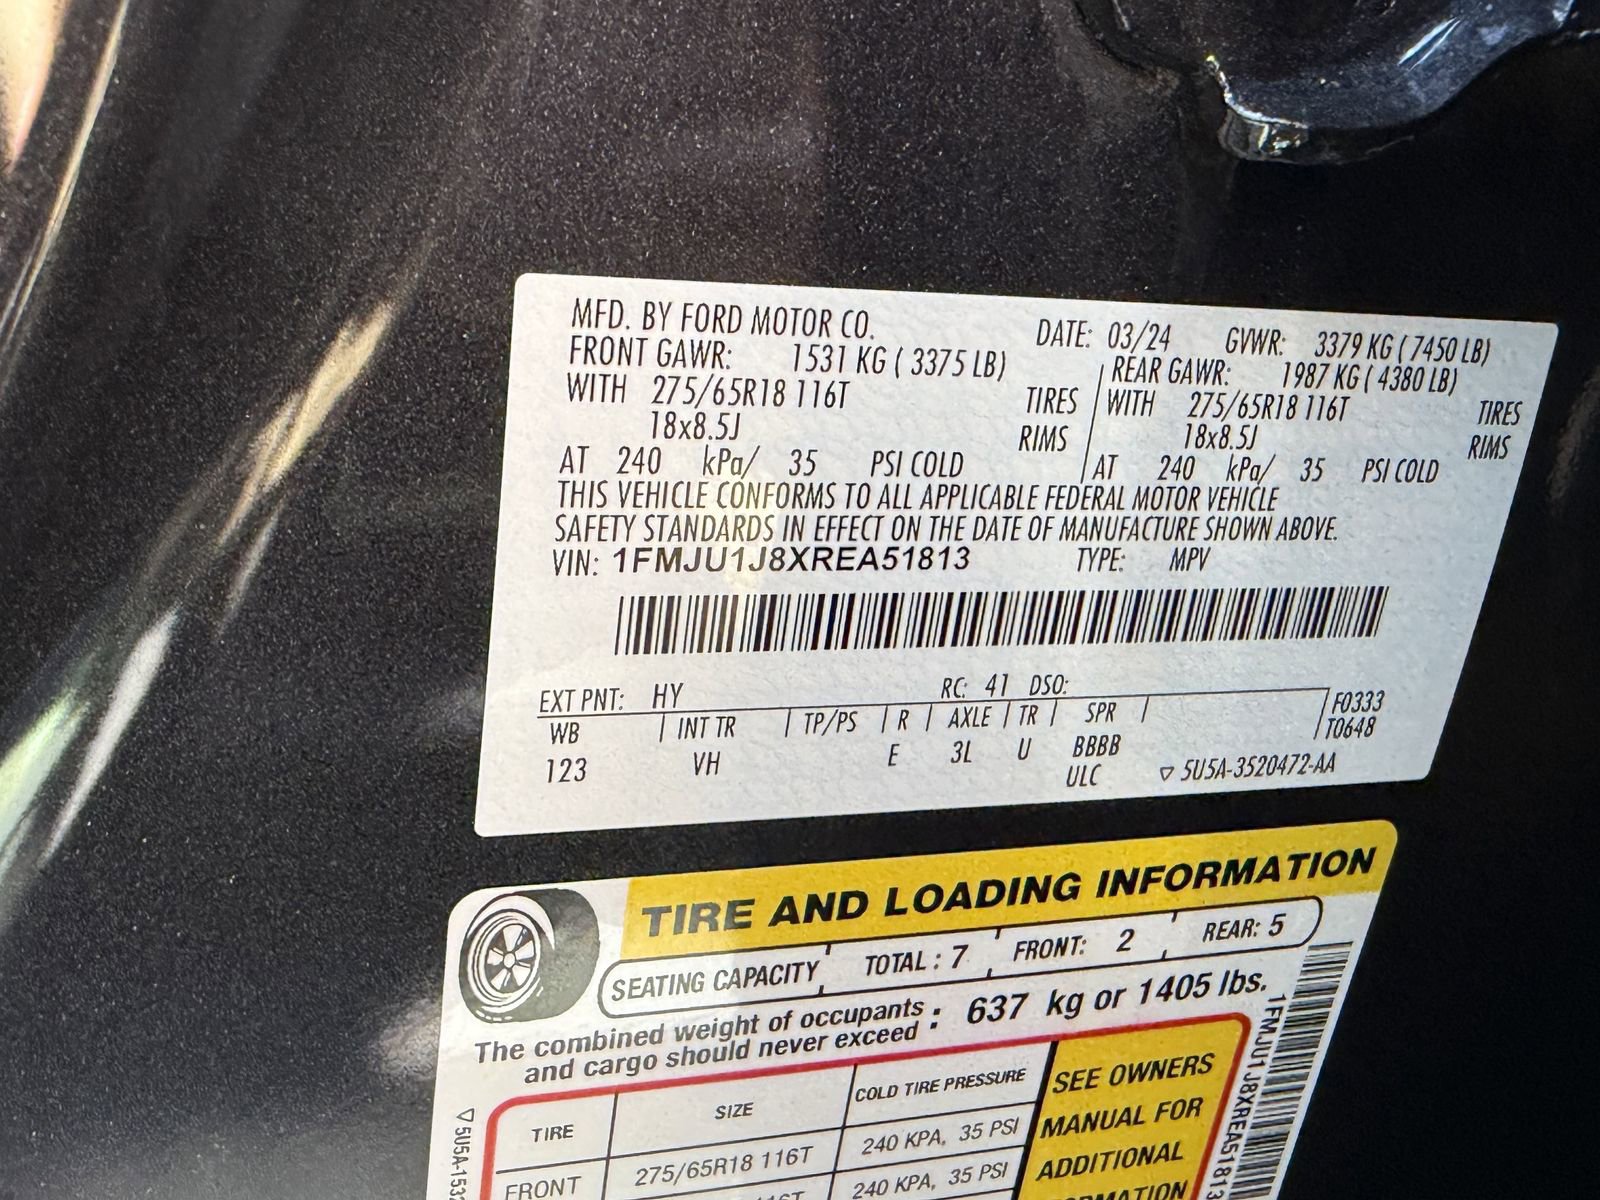 MFD. BY FORD MOTOR CO.
DATE: 03/24 GVWR: 3379 KG ( 7450 LB)
FRONT GAWR: 1531 KG ( 3375 LB) REAR GAWR: 1987 KG ( 4380 LB)
WITH 275/65R18 116T TIRES WITH 275/65R18 116T TIRES
18x8.5J RIMS 18x8.5J RIMS
AT 240 kPa/ 35 PSI COLD AT 240 kPa/ 35 PSI COLD
THIS VEHICLE CONFORMS TO ALL APPLICABLE FEDERAL MOTOR VEHICLE
SAFETY STANDARDS IN EFFECT ON THE DATE OF MANUFACTURE SHOWN ABOVE.
VIN: 1FMJU1J8XREA51813 TYPE: MPV
EXT PNT: HY RC: 41 DSO:
WB INT TR TP/PS R AXLE TR SPR F0333
T0648
123 VH E 3L U BBBB
ULC 5U5A-3520472-AA
TIRE AND LOADING INFORMATION
SEATING CAPACITY TOTAL : 7 FRONT: 2 REAR: 5
The combined weight of occupants and cargo should never exceed : 637 kg or 1405 lbs.
TIRE SIZE COLD TIRE PRESSURE SEE OWNERS
FRONT 275/65R18 116T 240 KPA, 35 PSI MANUAL FOR
240 KPA, 35 PSI ADDITIONAL
1FMJU1J8XREA51813